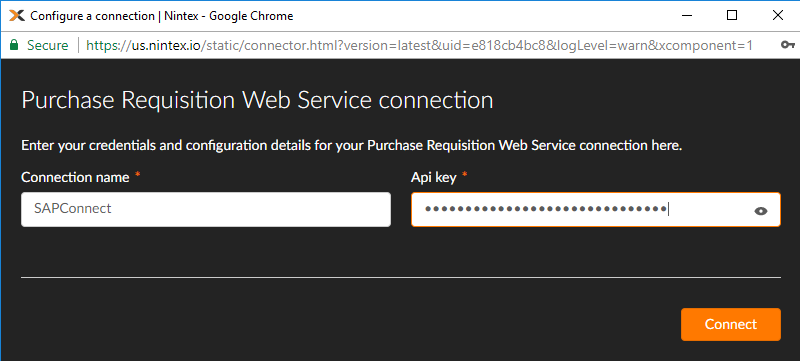 Configure a connection | Nintex - Google Chrome
Secure https://us.nintex.io/static/connector.html?version=latest&uid=e818cb4bc8&logLevel=warn&xcomponent=1
Purchase Requisition Web Service connection
Enter your credentials and configuration details for your Purchase Requisition Web Service connection here.
Connection name * Api key *
SAPConnect ••••••••••••••••••••••••••••••
Connect